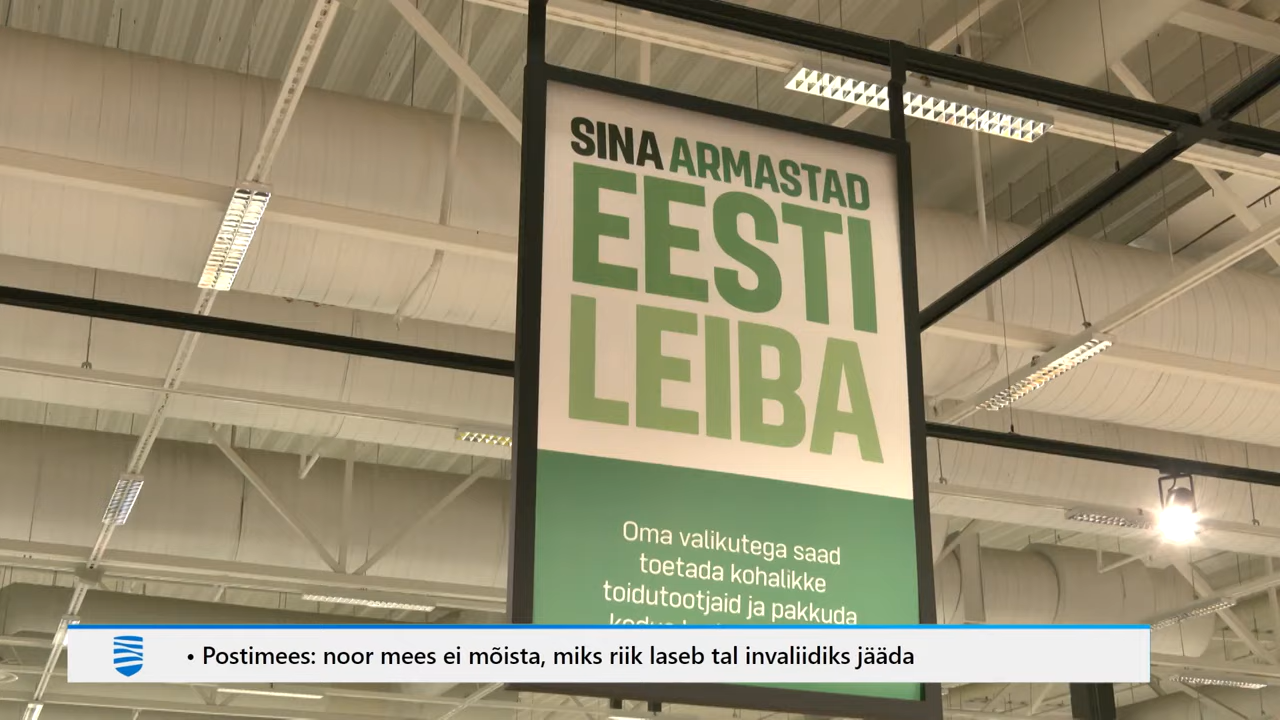 SINA ARMASTAD
EESTI
LEIBA
Oma valikutega saad
toetada kohalikke
toidutootjaid ja pakkuda
• Postimees: noor mees ei mõista, miks riik laseb tal invaliidiks jääda